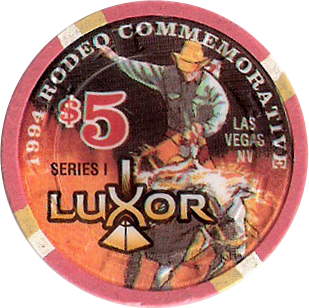 1994 RODEO COMMEMORATIVE
$5
LAS
VEGAS
NV
SERIES I
LUXOR